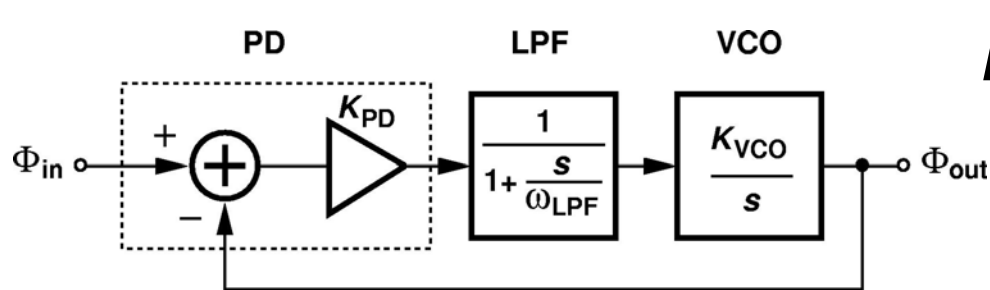 PD LPF VCO
K_PD
Φ_in + − 
1
1+ s/ω_LPF
K_VCO
s
Φ_out